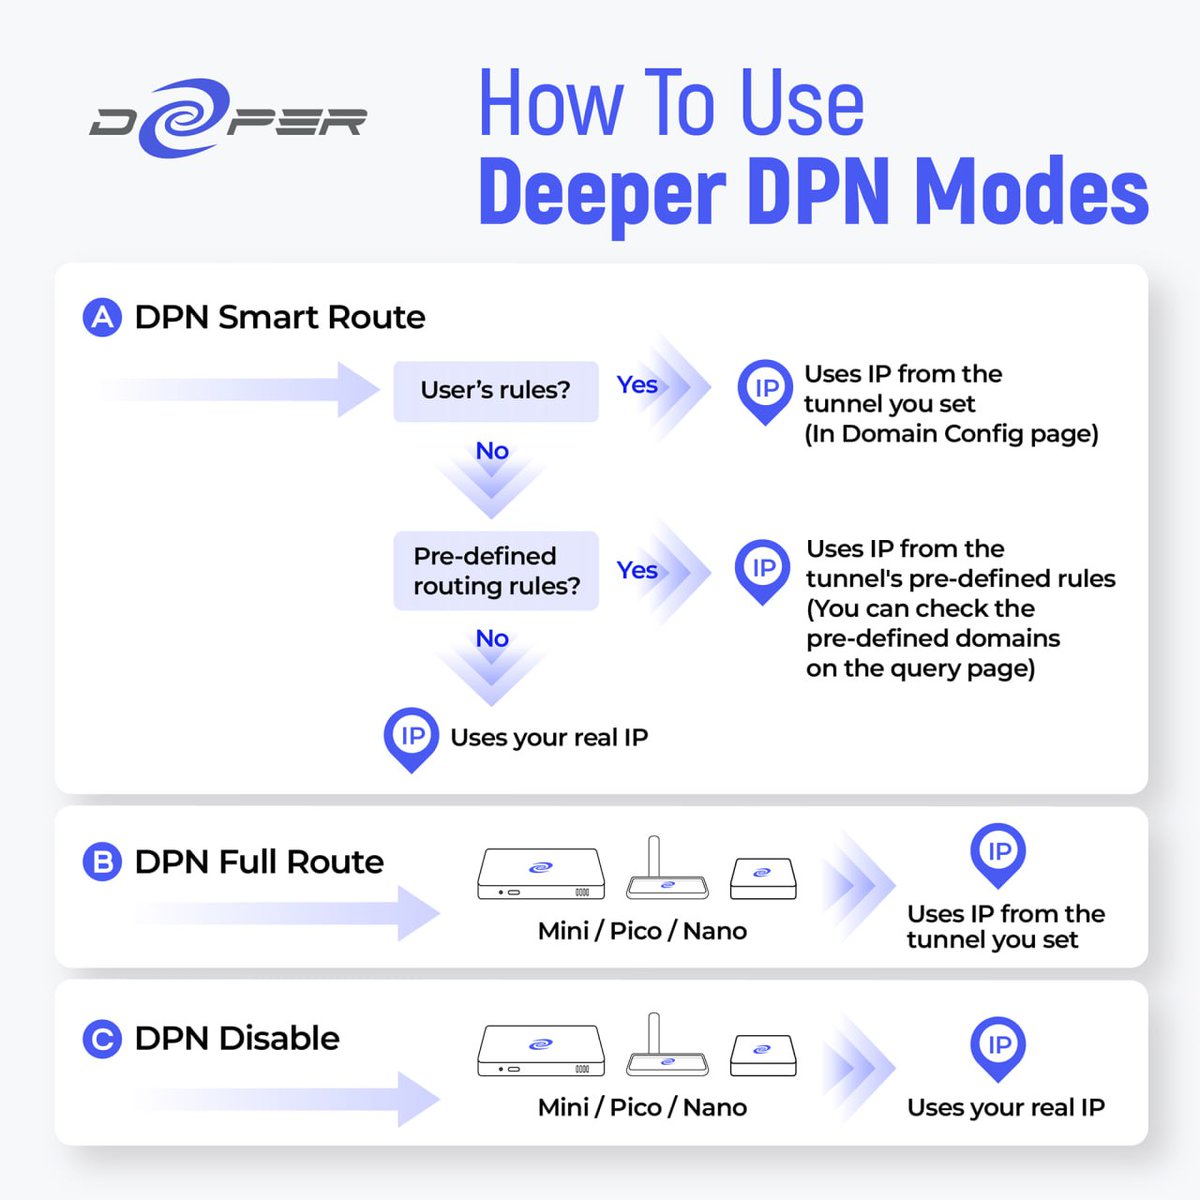 DEEPER
How To Use
Deeper DPN Modes
A DPN Smart Route
User's rules?
Yes
IP
Uses IP from the
tunnel you set
(In Domain Config page)
No
Pre-defined
routing rules?
Yes
IP
Uses IP from the
tunnel's pre-defined rules
(You can check the
pre-defined domains
on the query page)
No
IP
Uses your real IP
B DPN Full Route
Mini / Pico / Nano
IP
Uses IP from the
tunnel you set
C DPN Disable
Mini / Pico / Nano
IP
Uses your real IP